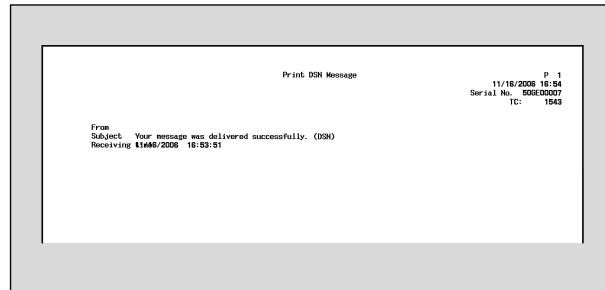 Print DSN Message
P 1
11/16/2006 16:54
Serial No. 50GE00007
TC: 1543
From
Subject Your message was delivered successfully. (DSN)
Receiving 16:53:51